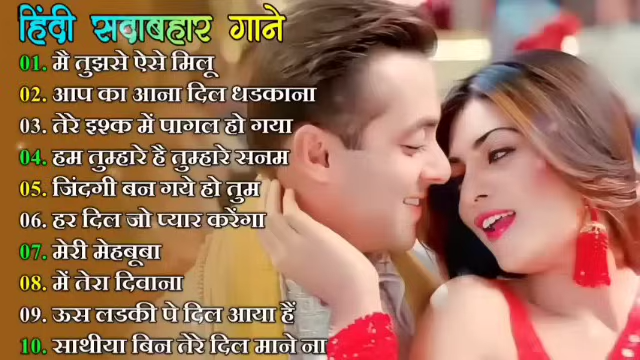 हिंदी सदाबहार गाने
01. मै तुझसे ऐसे मिलू
02. आप का आना दिल धडकाना
03. तेरे इश्क में पागल हो गया
04. हम तुम्हारे है तुम्हारे सनम
05. जिंदगी बन गये हो तुम
06. हर दिल जो प्यार करेंगा
07. मेरी मेहबूबा
08. में तेरा दिवाना
09. ऊस लडकी पे दिल आया हैं
10. साथीया बिन तेरे दिल माने ना